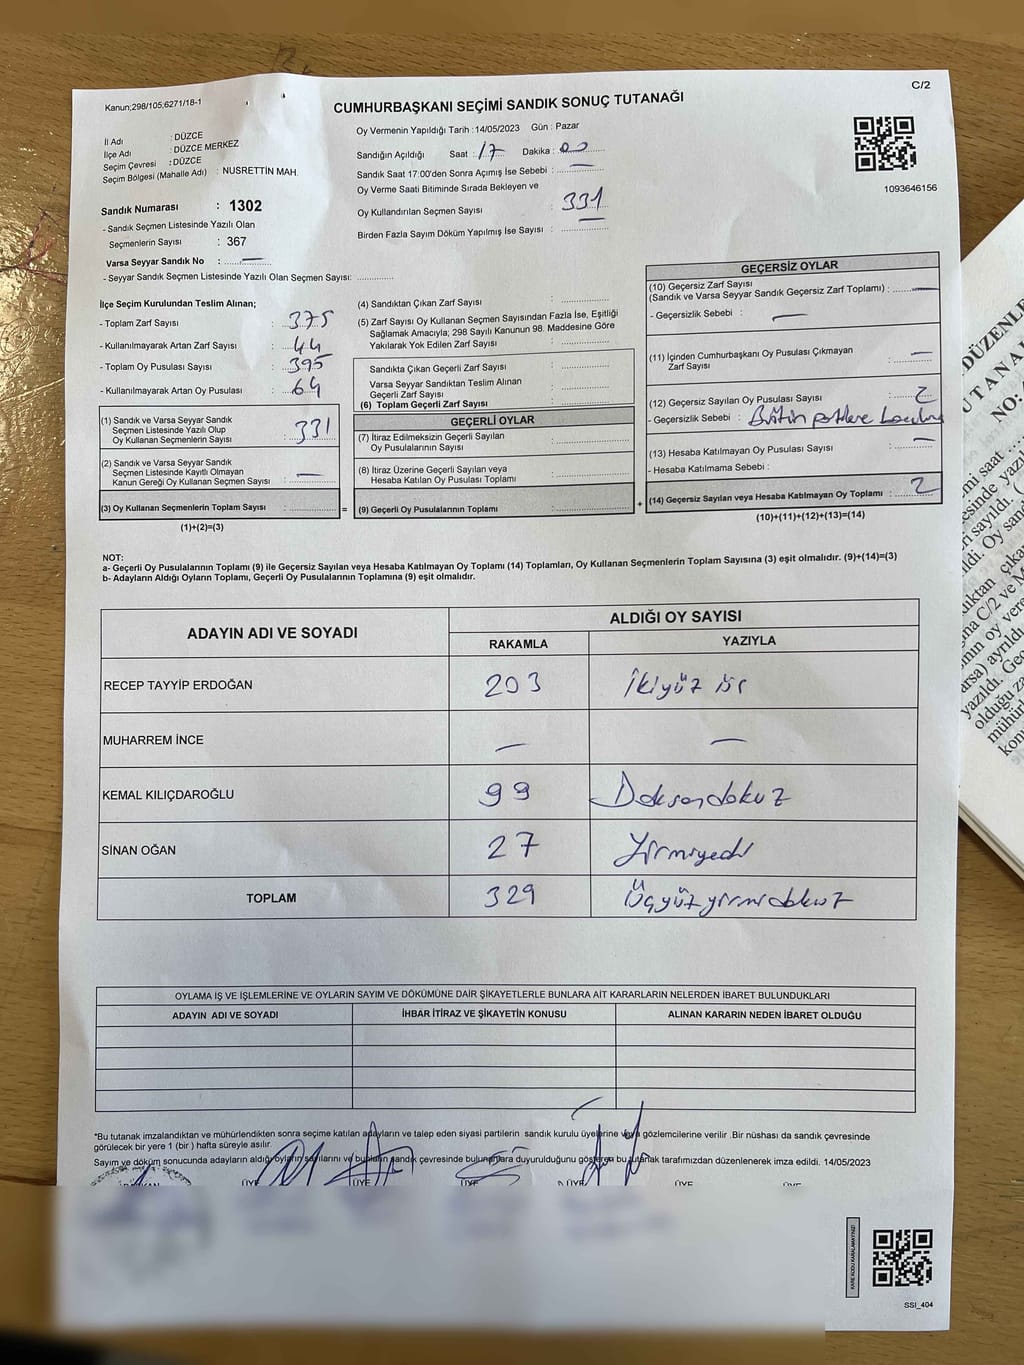 Kanun;298/105,6271/18-1
C/2
CUMHURBAŞKANI SEÇİMİ SANDIK SONUÇ TUTANAĞI
İl Adı : DÜZCE
İlçe Adı : DÜZCE MERKEZ
Seçim Çevresi : DÜZCE
Seçim Bölgesi (Mahalle Adı) : NUSRETTİN MAH.
Sandık Numarası : 1302
- Sandık Seçmen Listesinde Yazılı Olan
Seçmenlerin Sayısı : 367
Varsa Seyyar Sandık No : —
- Seyyar Sandık Seçmen Listesinde Yazılı Olan Seçmen Sayısı: ..............
Oy Vermenin Yapıldığı Tarih : 14/05/2023 Gün : Pazar
Sandığın Açıldığı Saat : 17 Dakika : 00
Sandık Saat 17:00'den Sonra Açımış İse Sebebi : —
Oy Verme Saati Bitiminde Sırada Bekleyen ve
Oy Kullandırılan Seçmen Sayısı : 331
Birden Fazla Sayım Döküm Yapılmış İse Sayısı : —
1093646156
İlçe Seçim Kurulundan Teslim Alınan;
- Toplam Zarf Sayısı : 375
- Kullanılmayarak Artan Zarf Sayısı : 44
- Toplam Oy Pusulası Sayısı : 395
- Kullanılmayarak Artan Oy Pusulası : 64
(1) Sandık ve Varsa Seyyar Sandık
Seçmen Listesinde Yazılı Olup
Oy Kullanan Seçmenlerin Sayısı : 331
(2) Sandık ve Varsa Seyyar Sandık
Seçmen Listesinde Kayıtlı Olmayan
Kanun Gereği Oy Kullanan Seçmen Sayısı : —
(3) Oy Kullanan Seçmenlerin Toplam Sayısı : .............. =
(1)+(2)=(3)
(4) Sandıktan Çıkan Zarf Sayısı : ..............
(5) Zarf Sayısı Oy Kullanan Seçmen Sayısından Fazla İse, Eşitliği
Sağlamak Amacıyla; 298 Sayılı Kanunun 98. Maddesine Göre
Yakılarak Yok Edilen Zarf Sayısı : ..............
Sandıkta Çıkan Geçerli Zarf Sayısı : ..............
Varsa Seyyar Sandıktan Teslim Alınan
Geçerli Zarf Sayısı : ..............
(6) Toplam Geçerli Zarf Sayısı : ..............
GEÇERLİ OYLAR
(7) İtiraz Edilmeksizin Geçerli Sayılan
Oy Pusulalarının Sayısı : ..............
(8) İtiraz Üzerine Geçerli Sayılan veya
Hesaba Katılan Oy Pusulası Toplamı : ..............
(9) Geçerli Oy Pusulalarının Toplamı : .............. +
GEÇERSİZ OYLAR
(10) Geçersiz Zarf Sayısı
(Sandık ve Varsa Seyyar Sandık Geçersiz Zarf Toplamı) : —
- Geçersizlik Sebebi : —
(11) İçinden Cumhurbaşkanı Oy Pusulası Çıkmayan
Zarf Sayısı : —
(12) Geçersiz Sayılan Oy Pusulası Sayısı : 2
- Geçersizlik Sebebi : Bütün
(13) Hesaba Katılmayan Oy Pusulası Sayısı : —
- Hesaba Katılmama Sebebi :
(14) Geçersiz Sayılan veya Hesaba Katılmayan Oy Toplamı : 2
(10)+(11)+(12)+(13)=(14)
NOT:
a- Geçerli Oy Pusulalarının Toplamı (9) ile Geçersiz Sayılan veya Hesaba Katılmayan Oy Toplamı (14) Toplamları, Oy Kullanan Seçmenlerin Toplam Sayısına (3) eşit olmalıdır. (9)+(14)=(3)
b- Adayların Aldığı Oyların Toplamı, Geçerli Oy Pusulalarının Toplamına (9) eşit olmalıdır.
ADAYIN ADI VE SOYADI ALDIĞI OY SAYISI
RAKAMLA YAZIYLA
RECEP TAYYİP ERDOĞAN 203 İkiyüz üç
MUHARREM İNCE — —
KEMAL KILIÇDAROĞLU 99 Doksandokuz
SİNAN OĞAN 27 Yirmiyedi
TOPLAM 329 Üçyüzyirmidokuz
OYLAMA İŞ VE İŞLEMLERİNE VE OYLARIN SAYIM VE DÖKÜMÜNE DAİR ŞİKAYETLERLE BUNLARA AİT KARARLARIN NELERDEN İBARET BULUNDUKLARI
ADAYIN ADI VE SOYADI İHBAR İTİRAZ VE ŞİKAYETİN KONUSU ALINAN KARARIN NEDEN İBARET OLDUĞU
*Bu tutanak imzalandıktan ve mühürlendikten sonra seçime katılan adayların ve talep eden siyasi partilerin sandık kurulu üyelerine veya gözlemcilerine verilir .Bir nüshası da sandık çevresinde
görülecek bir yere 1 (bir ) hafta süreyle asılır.
Sayım ve döküm sonucunda adayların aldığı oyların sayılarını ve bunların sandık çevresinde bulunanlara duyurulduğunu gösteren bu tutanak tarafımızdan düzenlenerek imza edildi. 14/05/2023
BAŞKAN ÜYE ÜYE ÜYE ÜYE ÜYE ÜYE
SSI_404
DÜZENLE
UTANA
NO: